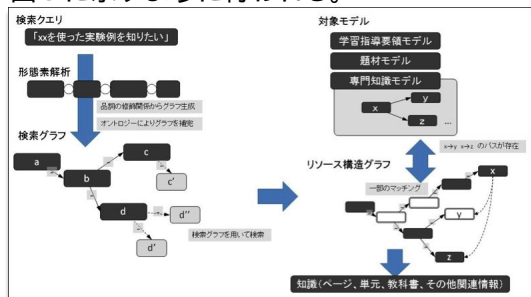 検索クエリ
「xxを使った実験例を知りたい」
形態素解析
品詞の修飾関係からグラフ生成
オントロジーによりグラフを補完
検索グラフ
a
b
c
c'
d
d''
d'
検索グラフを用いて検索
対象モデル
学習指導要領モデル
題材モデル
専門知識モデル
x
y
z
...
x→y x→z のパスが存在
リソース構造グラフ
一部のマッチング
x
y
z
知識(ページ、単元、教科書、その他関連情報)